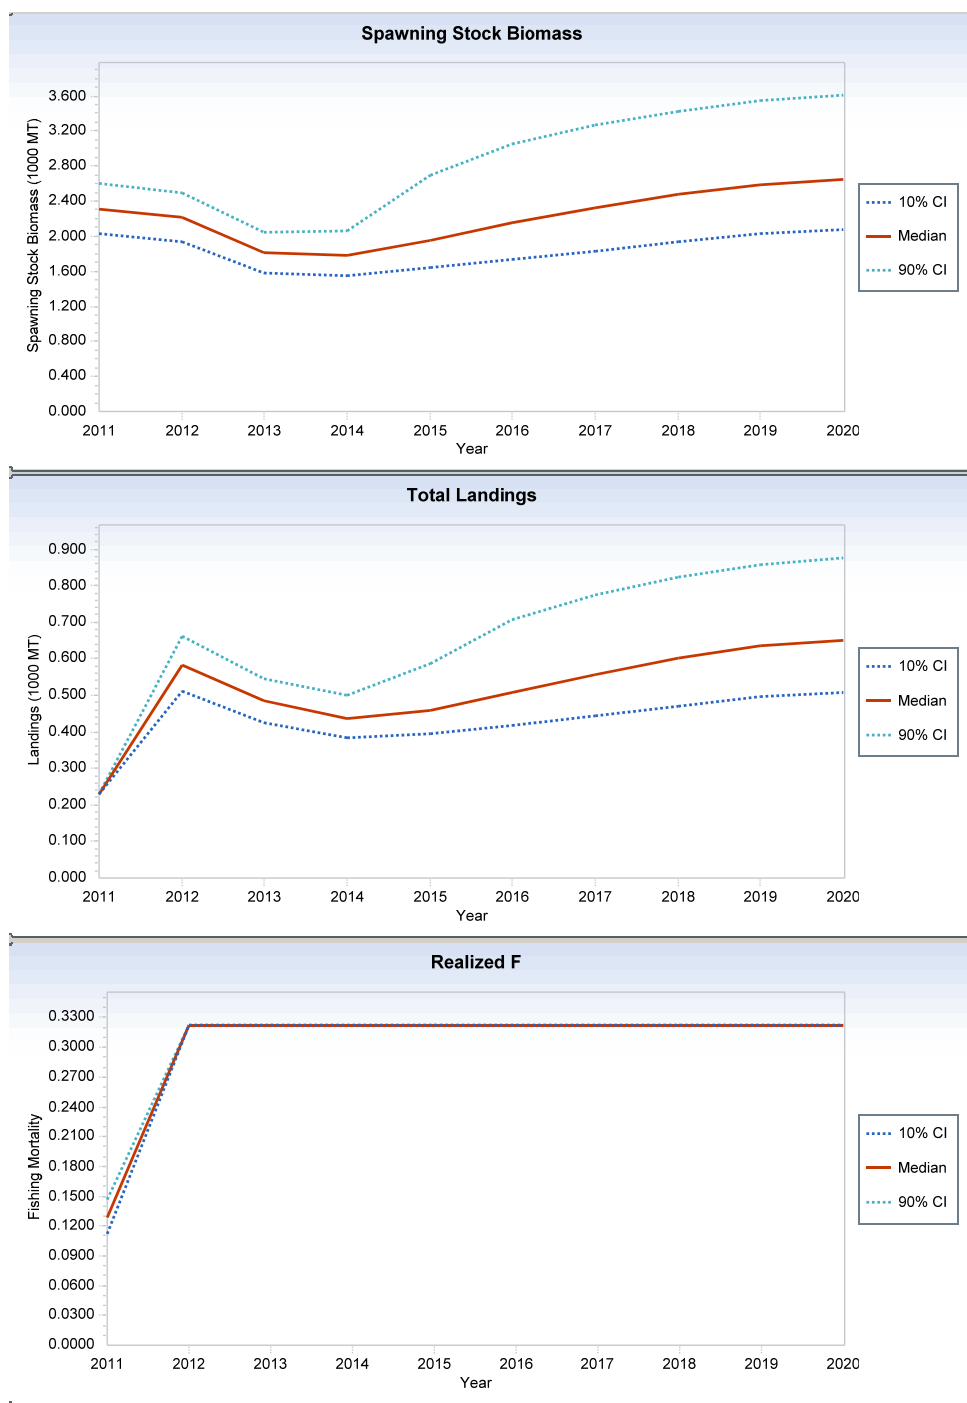 Spawning Stock Biomass
Spawning Stock Biomass (1000 MT)
3.600
3.200
2.800
2.400
2.000
1.600
1.200
0.800
0.400
0.000
2011 2012 2013 2014 2015 2016 2017 2018 2019 2020
Year
10% CI
Median
90% CI
Total Landings
Landings (1000 MT)
0.900
0.800
0.700
0.600
0.500
0.400
0.300
0.200
0.100
0.000
2011 2012 2013 2014 2015 2016 2017 2018 2019 2020
Year
10% CI
Median
90% CI
Realized F
Fishing Mortality
0.3300
0.3000
0.2700
0.2400
0.2100
0.1800
0.1500
0.1200
0.0900
0.0600
0.0300
0.0000
2011 2012 2013 2014 2015 2016 2017 2018 2019 2020
Year
10% CI
Median
90% CI